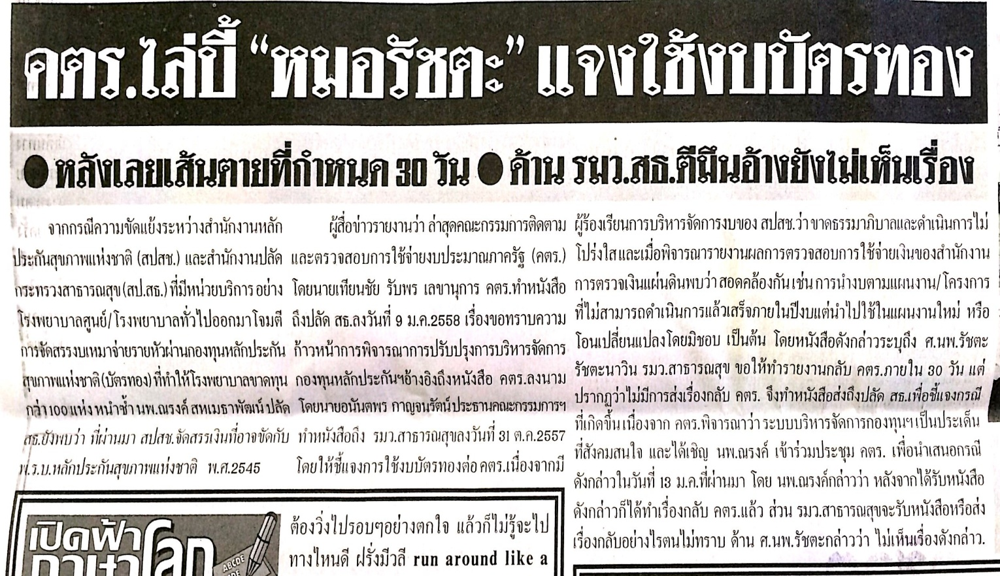 คตร.ไล่บี้ “หมอรัชตะ” แจงใช้งบบัตรทอง
● หลังเลยเส้นตายที่กำหนด 30 วัน ● ด้าน รมว.สธ.ตีมึนอ้างยังไม่เห็นเรื่อง
จากกรณีความขัดแย้งระหว่างสำนักงานหลัก
ประกันสุขภาพแห่งชาติ (สปสช.) และสำนักงานปลัด
กระทรวงสาธารณสุข (สป.สธ.) ที่มีหน่วยบริการ อย่าง
โรงพยาบาลศูนย์/โรงพยาบาลทั่วไปออกมาโจมตี
การจัดสรรงบเหมาจ่ายรายหัวผ่านกองทุนหลักประกัน
สุขภาพแห่งชาติ (บัตรทอง) ที่ทำให้โรงพยาบาลขาดทุน
กว่า 100 แห่ง หนำซ้ำ นพ.ณรงค์ สหเมธาพัฒน์ ปลัด
สธ.ยังพบว่า ที่ผ่านมา สปสช.จัดสรรเงินที่อาจขัดกับ
พ.ร.บ.หลักประกันสุขภาพแห่งชาติ พ.ศ.2545
ผู้สื่อข่าวรายงานว่า ล่าสุดคณะกรรมการติดตาม
และตรวจสอบการใช้จ่ายงบประมาณภาครัฐ (คตร.)
โดยนายเทียนชัย รับพร เลขานุการ คตร.ทำหนังสือ
ถึงปลัด สธ.ลงวันที่ 9 ม.ค.2558 เรื่องขอทราบความ
ก้าวหน้าการพิจารณาการปรับปรุงการบริหารจัดการ
กองทุนหลักประกันฯอ้างอิงถึงหนังสือ คตร.ลงนาม
โดยนายอนันตพร กาญจนรัตน์ ประธานคณะกรรมการฯ
ทำหนังสือถึง รมว.สาธารณสุขลงวันที่ 31 ต.ค.2557
โดยให้ชี้แจงการใช้งบบัตรทองต่อ คตร.เนื่องจากมี
ผู้ร้องเรียนการบริหารจัดการงบของ สปสช.ว่า ขาดธรรมาภิบาลและดำเนินการไม่
โปร่งใส และเมื่อพิจารณารายงานผลการตรวจสอบการใช้จ่ายเงินของสำนักงาน
การตรวจเงินแผ่นดินพบว่า สอดคล้องกัน เช่น การนำงบตามแผนงาน/โครงการ
ที่ไม่สามารถดำเนินการแล้วเสร็จภายในปีงบแต่นำไปใช้ในแผนงานใหม่ หรือ
โอนเปลี่ยนแปลงโดยมิชอบ เป็นต้น โดยหนังสือดังกล่าวระบุถึง ศ.นพ.รัชตะ
รัชตะนาวิน รมว.สาธารณสุข ขอให้ทำรายงานกลับ คตร.ภายใน 30 วัน แต่
ปรากฏว่าไม่มีการส่งเรื่องกลับ คตร. จึงทำหนังสือส่งถึงปลัด สธ.เพื่อชี้แจงกรณี
ที่เกิดขึ้น เนื่องจาก คตร.พิจารณาว่า ระบบบริหารจัดการกองทุนฯเป็นประเด็น
ที่สังคมสนใจ และได้เชิญ นพ.ณรงค์ เข้าร่วมประชุม คตร. เพื่อนำเสนอกรณี
ดังกล่าวในวันที่ 13 ม.ค.ที่ผ่านมา โดย นพ.ณรงค์กล่าวว่า หลังจากได้รับหนังสือ
ดังกล่าวก็ได้ทำเรื่องกลับ คตร.แล้ว ส่วน รมว.สาธารณสุขจะรับหนังสือหรือส่ง
เรื่องกลับอย่างไรตนไม่ทราบ ด้าน ศ.นพ.รัชตะกล่าวว่า ไม่เห็นเรื่องดังกล่าว.
เปิดฟ้า
ภาษาโลก
ABCDE
ต้องวิ่งไปรอบๆอย่างตกใจ แล้วก็ไม่รู้จะไป
ทางไหนดี ฝรั่งมีวลี run around like a